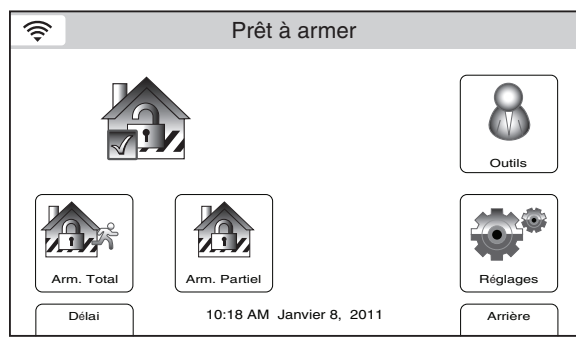 Prêt à armer
Outils
Arm. Total
Arm. Partiel
Réglages
Délai
10:18 AM Janvier 8, 2011
Arrière